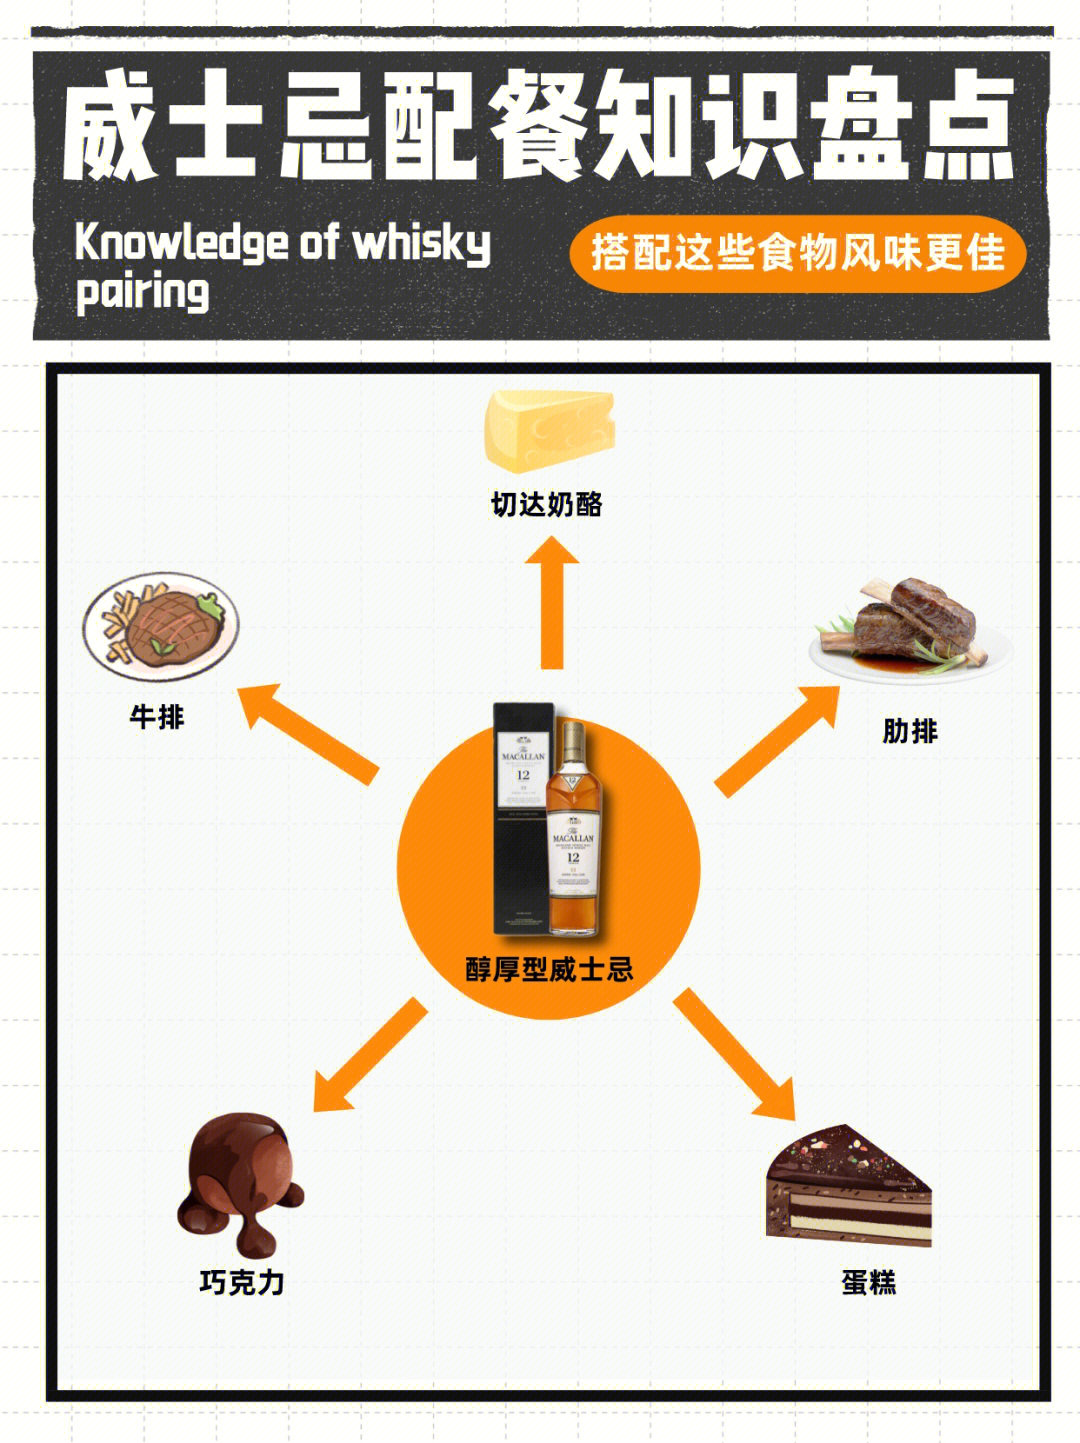 威士忌配餐知识盘点
Knowledge of whisky
pairing
搭配这些食物风味更佳
切达奶酪
牛排
肋排
The
MACALLAN
12
The
MACALLAN
12
醇厚型威士忌
巧克力
蛋糕